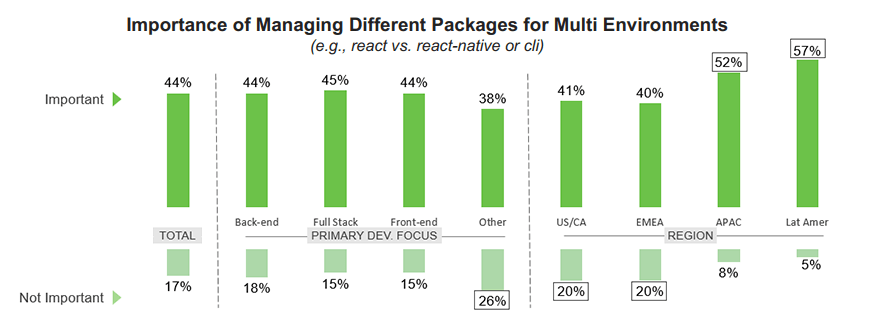 Importance of Managing Different Packages for Multi Environments
(e.g., react vs. react-native or cli)
Important
44% 44% 45% 44% 38% 41% 40% 52% 57%
Back-end Full Stack Front-end Other US/CA EMEA APAC Lat Amer
TOTAL PRIMARY DEV. FOCUS REGION
17% 18% 15% 15% 26% 20% 20% 8% 5%
Not Important